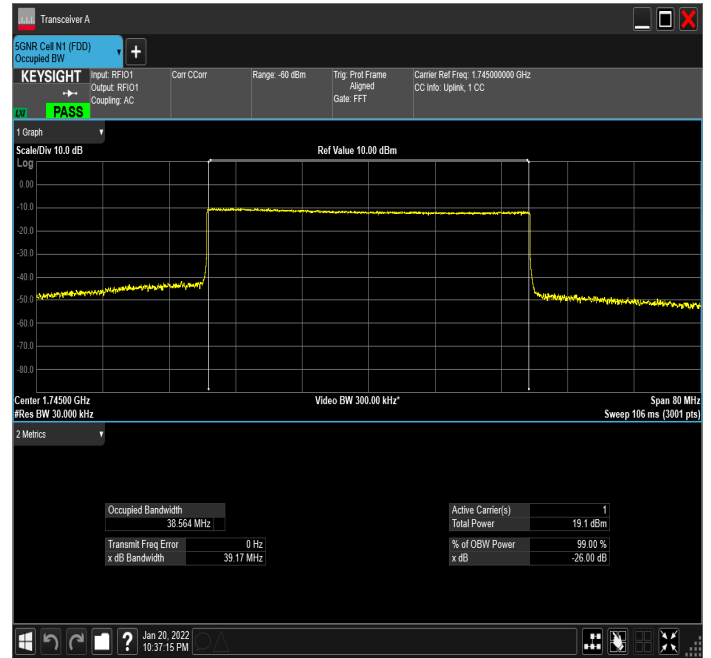 Transceiver A
5GNR Cell N1 (FDD)
Occupied BW
KEYSIGHT
PASS
Input: RFIO1
Output: RFIO1
Coupling: AC
Corr CCorr
Range: -60 dBm
Trig: Prot Frame
Aligned
Gate: FFT
Carrier Ref Freq: 1.745000000 GHz
CC Info: Uplink, 1 CC
1 Graph
Scale/Div 10.0 dB
Ref Value 10.00 dBm
Log
0.00
-10.0
-20.0
-30.0
-40.0
-50.0
-60.0
-70.0
-80.0
Center 1.74500 GHz
Video BW 300.00 kHz*
Span 80 MHz
#Res BW 30.000 kHz
Sweep 106 ms (3001 pts)
2 Metrics
Occupied Bandwidth
38.564 MHz
Transmit Freq Error 0 Hz
x dB Bandwidth 39.17 MHz
Active Carrier(s) 1
Total Power 19.1 dBm
% of OBW Power 99.00 %
x dB -26.00 dB
?
Jan 20, 2022
10:37:15 PM